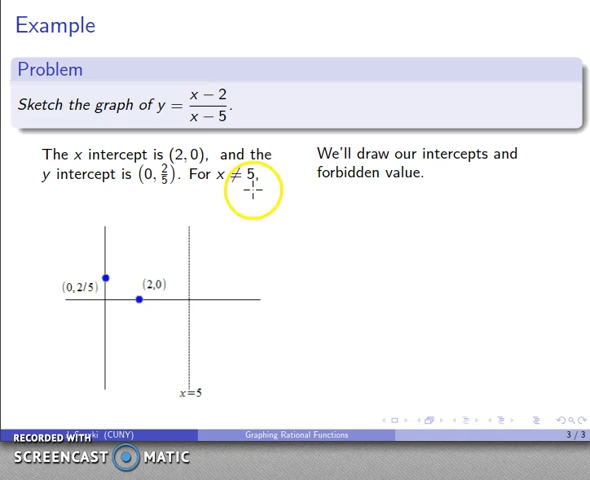 Example
Problem
Sketch the graph of y = (x − 2)/(x − 5).
The x intercept is (2, 0), and the
y intercept is (0, 2/5). For x ≠ 5,
We'll draw our intercepts and
forbidden value.
(0,2/5)
(2,0)
x=5
(CUNY)
Graphing Rational Functions
3 / 3
RECORDED WITH
SCREENCAST MATIC